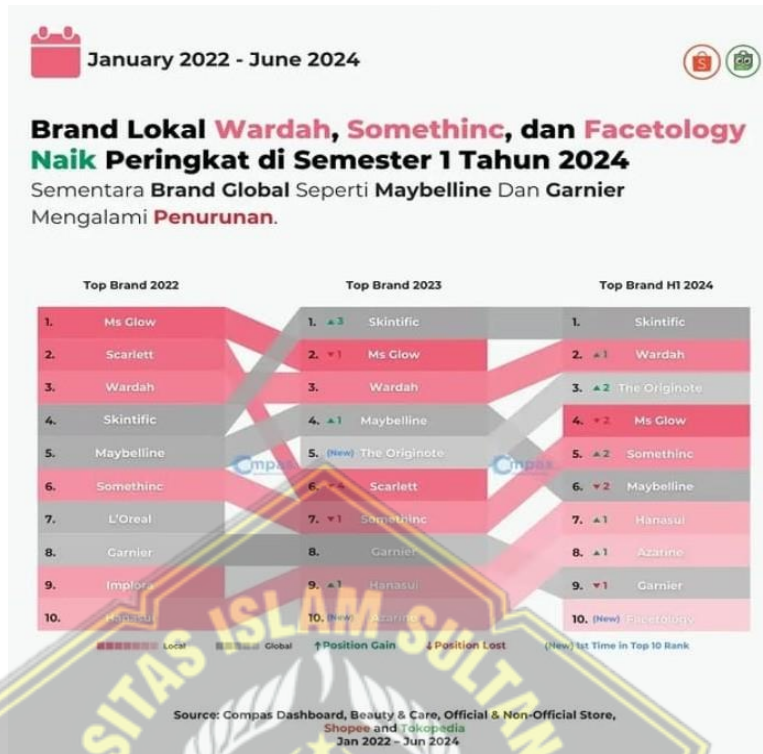 January 2022 - June 2024
Brand Lokal Wardah, Somethinc, dan Facetology
Naik Peringkat di Semester 1 Tahun 2024
Sementara Brand Global Seperti Maybelline Dan Garnier
Mengalami Penurunan.
Top Brand 2022
1. Ms Glow
2. Scarlett
3. Wardah
4. Skintific
5. Maybelline
6. Somethinc
7. L'Oreal
8. Garnier
9. Implora
10. Hanasui
Top Brand 2023
1. ▲3 Skintific
2. ▼1 Ms Glow
3. Wardah
4. ▲1 Maybelline
5. (New) The Originote
6. ▼4 Scarlett
7. ▼1 Somethinc
8. Garnier
9. ▲1 Hanasui
10. (New) Azarine
Top Brand H1 2024
1. Skintific
2. ▲1 Wardah
3. ▲2 The Originote
4. ▼2 Ms Glow
5. ▲2 Somethinc
6. ▼2 Maybelline
7. ▲1 Hanasui
8. ▲1 Azarine
9. ▼1 Garnier
10. (New) Facetology
Compas
Compas
Local Global ↑Position Gain ↓Position Lost (New) 1st Time in Top 10 Rank
SITAS ISLAM SULTAN
Source: Compas Dashboard, Beauty & Care, Official & Non-Official Store,
Shopee and Tokopedia
Jan 2022 – Jun 2024